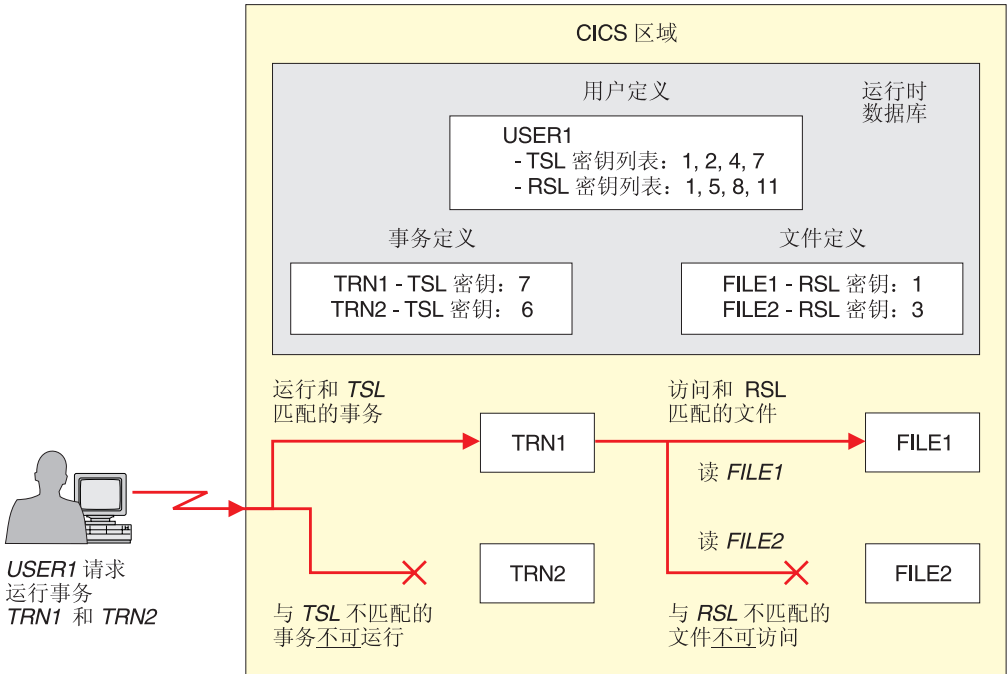 CICS 区域
用户定义
运行时
数据库
USER1
- TSL 密钥列表：1, 2, 4, 7
- RSL 密钥列表：1, 5, 8, 11
事务定义
文件定义
TRN1 - TSL 密钥：7
TRN2 - TSL 密钥：6
FILE1 - RSL 密钥：1
FILE2 - RSL 密钥：3
运行和 TSL
匹配的事务
访问和 RSL
匹配的文件
TRN1
FILE1
读 FILE1
读 FILE2
TRN2
FILE2
USER1 请求
运行事务
TRN1 和 TRN2
与 TSL 不匹配的
事务不可运行
与 RSL 不匹配的
文件不可访问